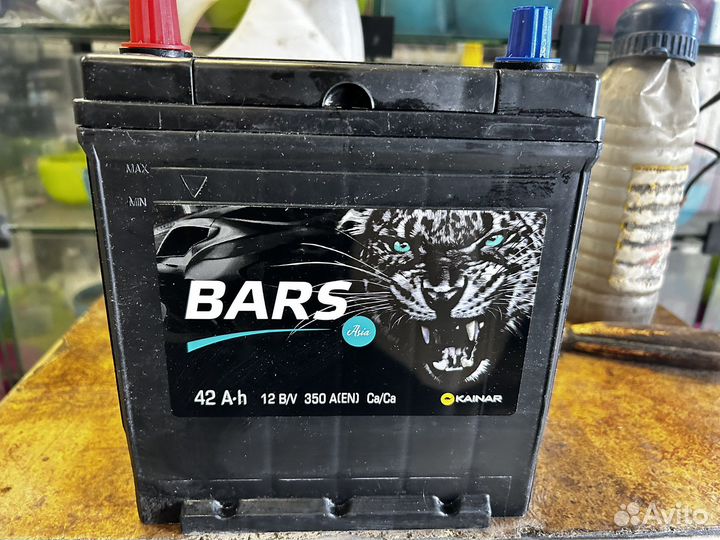 MAX
MIN
BARS
Asia
42 A·h 12 В/V 350 A(EN) Ca/Ca KAINAR
Avito